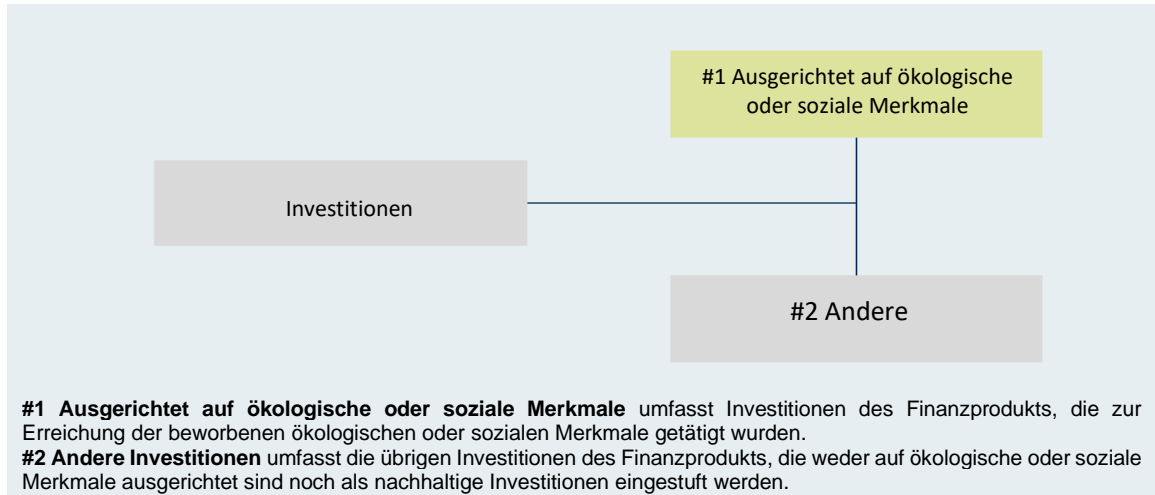 #1 Ausgerichtet auf ökologische
oder soziale Merkmale
Investitionen
#2 Andere
#1 Ausgerichtet auf ökologische oder soziale Merkmale umfasst Investitionen des Finanzprodukts, die zur
Erreichung der beworbenen ökologischen oder sozialen Merkmale getätigt wurden.
#2 Andere Investitionen umfasst die übrigen Investitionen des Finanzprodukts, die weder auf ökologische oder soziale
Merkmale ausgerichtet sind noch als nachhaltige Investitionen eingestuft werden.